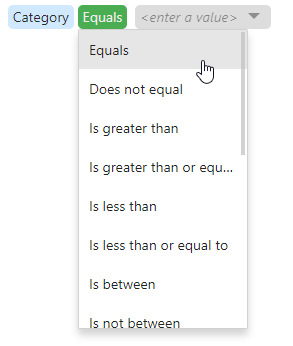 Category Equals <enter a value>
Equals
Does not equal
Is greater than
Is greater than or equ...
Is less than
Is less than or equal to
Is between
Is not between